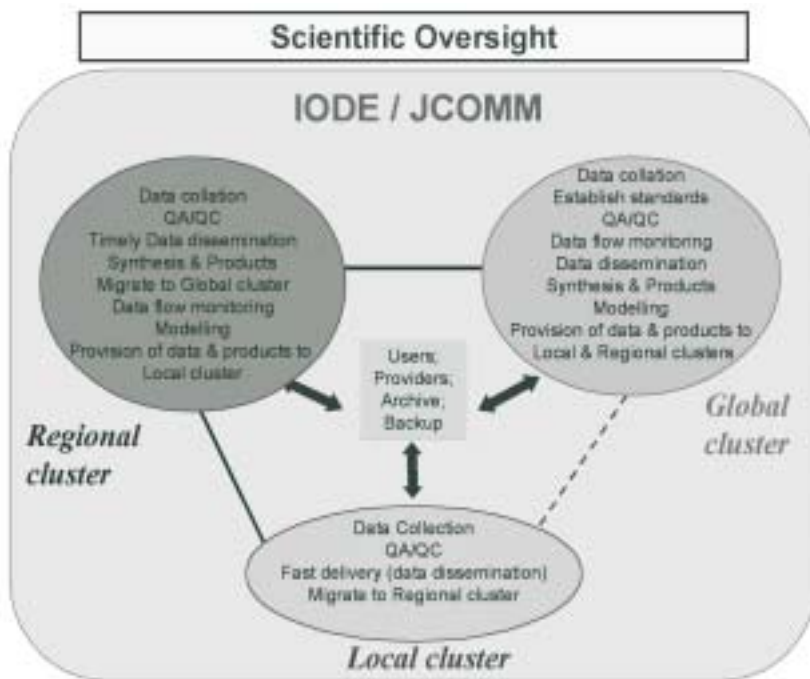 Scientific Oversight
IODE / JCOMM
Data collation
QA/QC
Timely Data dissemination
Synthesis & Products
Migrate to Global cluster
Data flow monitoring
Modelling
Provision of data & products to
Local cluster
Regional
cluster
Data collation
Establish standards
QA/QC
Data flow monitoring
Data dissemination
Synthesis & Products
Modelling
Provision of data & products to
Local & Regional clusters
Global
cluster
Users;
Providers;
Archive;
Backup
Data Collection
QA/QC
Fast delivery (data dissemination)
Migrate to Regional cluster
Local cluster